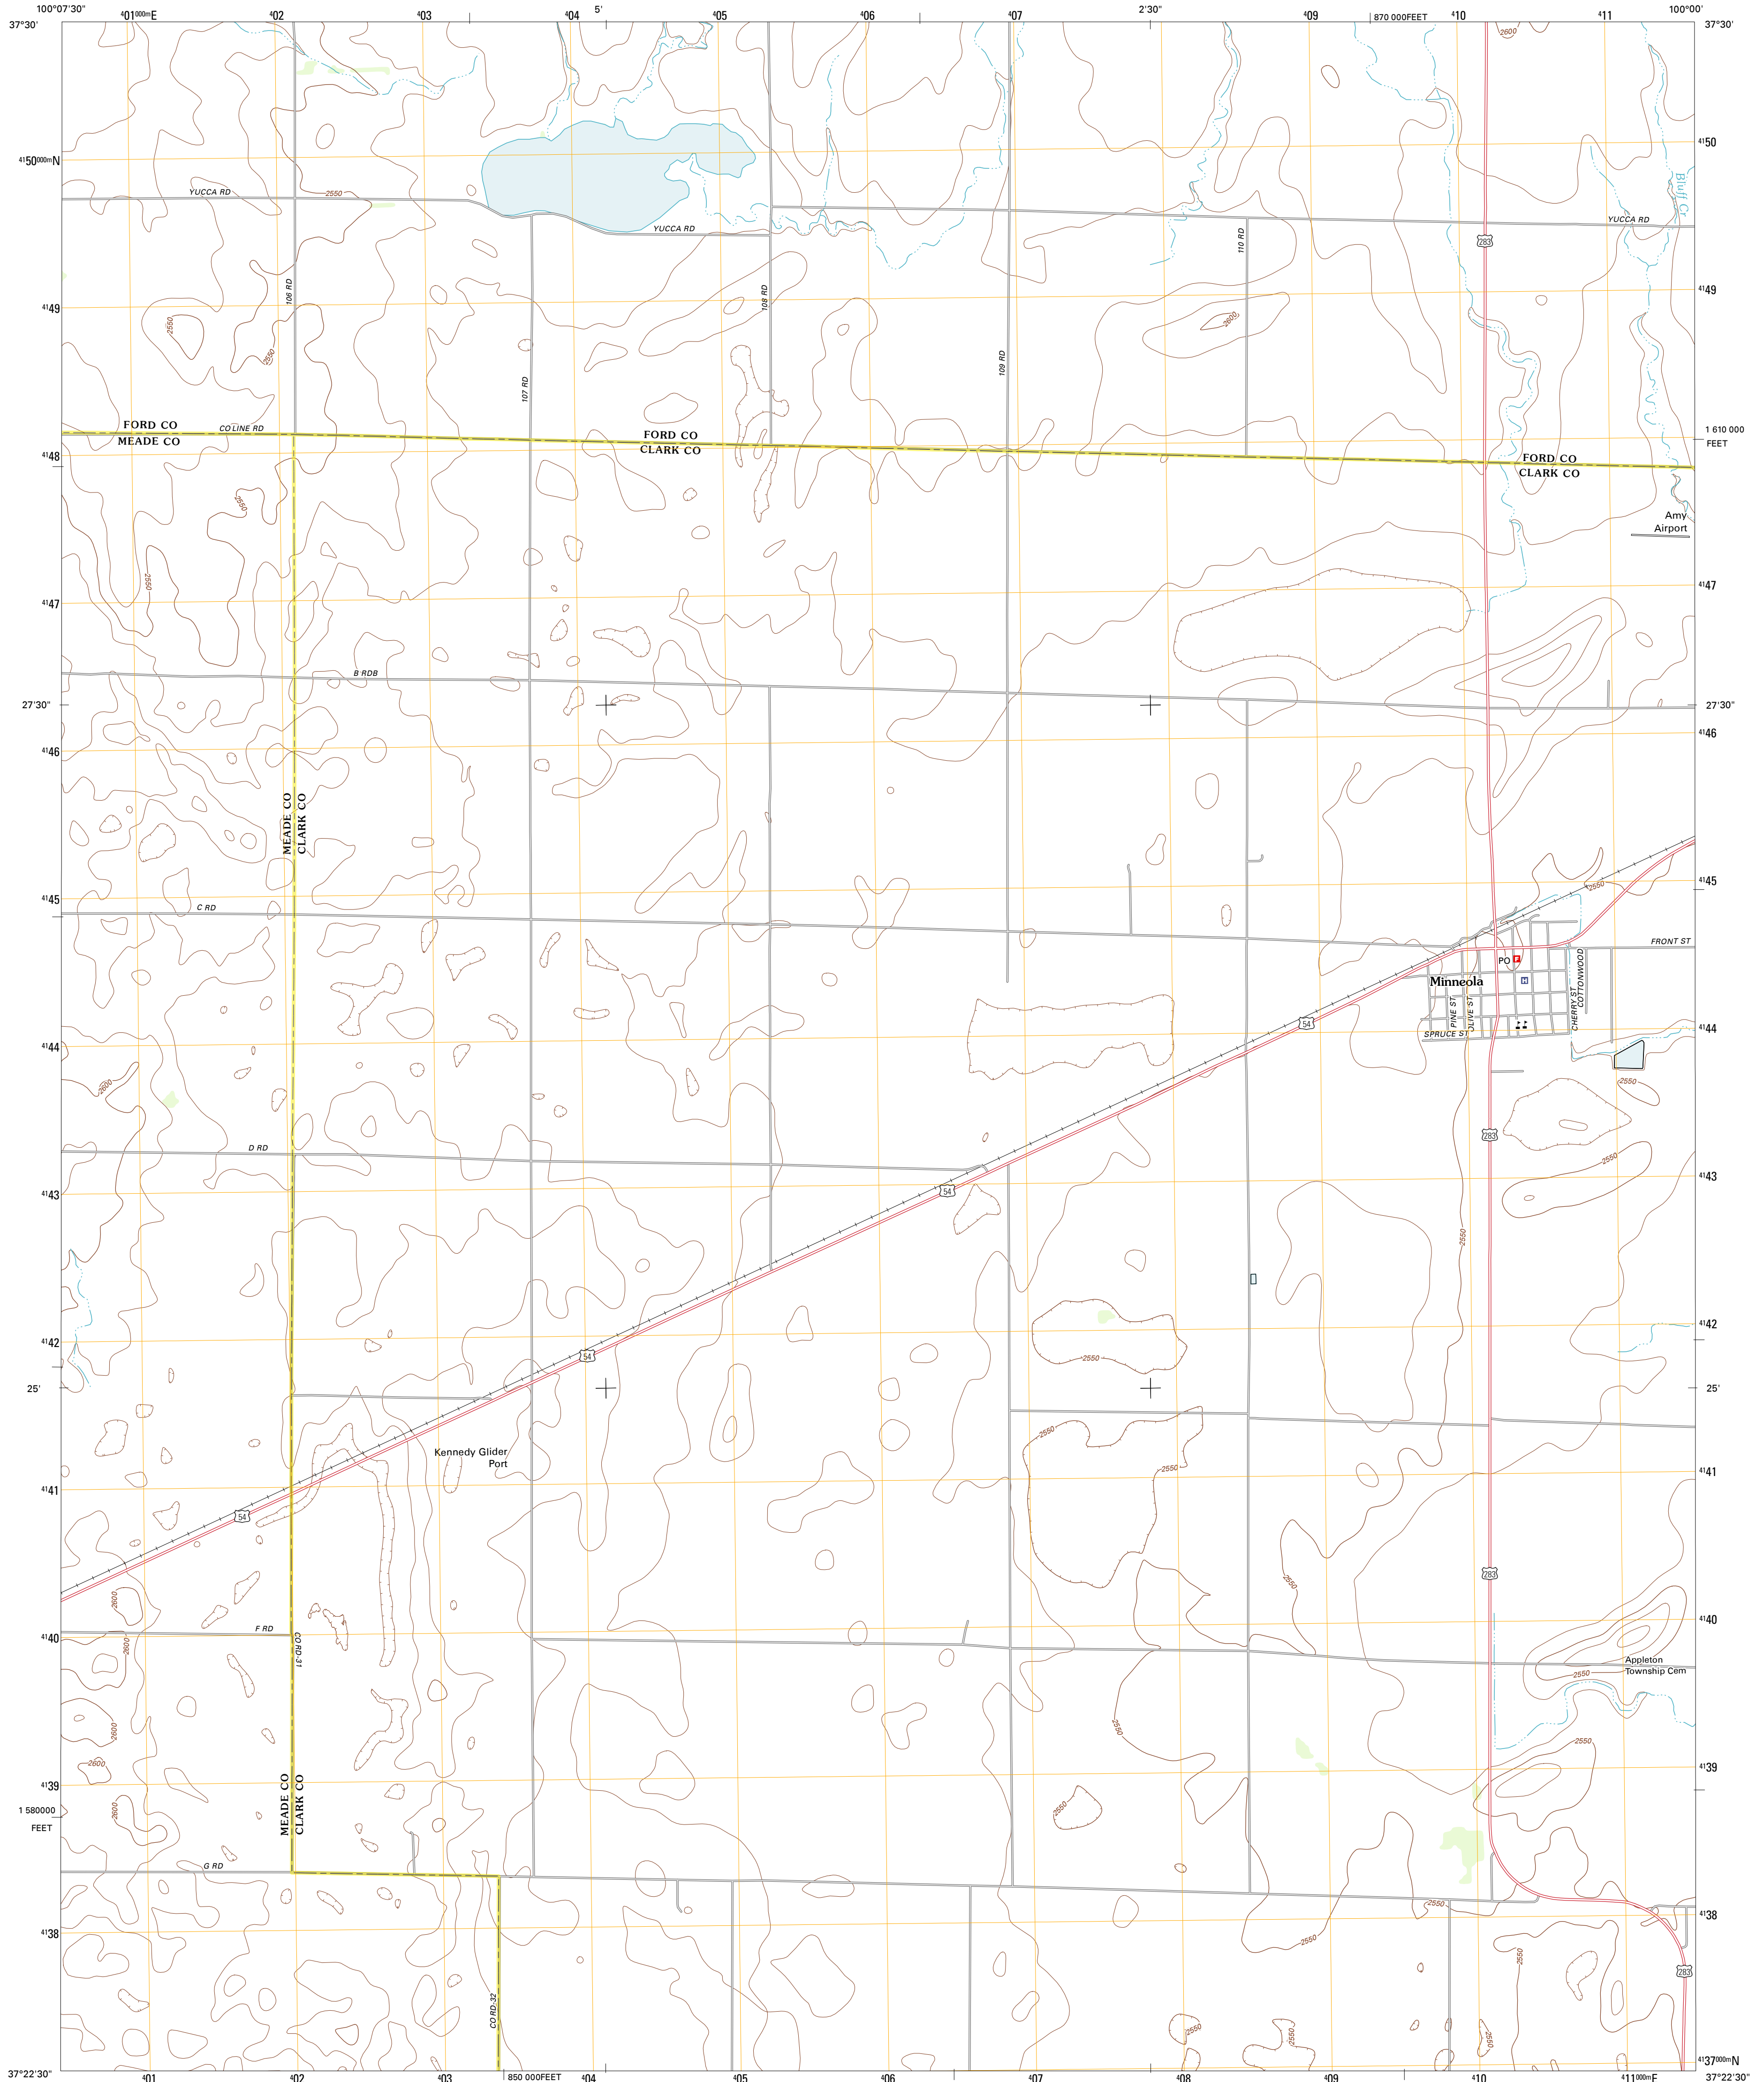 100°07'30" 401000mE 402 403 404 5' 405 406 407 2'30" 409 870 000FEET 410 411 100°00'
37°30' 37°30'
2600
4150000mN 4150
YUCCA RD 2550
Bluff Cr
YUCCA RD
YUCCA RD
283
110 RD
106 RD
108 RD
4149 4149
2550
2600
2550
109 RD
107 RD
FORD CO
MEADE CO
CO LINE RD
FORD CO
CLARK CO
1 610 000
FEET
4148
FORD CO
CLARK CO
2550
Amy
Airport
2550
4147 4147
B RDB
27'30" 27'30"
4146 4146
MEADE CO
CLARK CO
4145 4145
2550
C RD
FRONT ST
PO
Minneola
H
COTTONWOOD
CHERRY ST
PINE ST
OLIVE ST
SPRUCE ST
54
4144 4144
2600
2550
283
D RD
2550
54
4143 4143
2550
4142 4142
54
2550
25' 25'
2550
Kennedy Glider
Port
2550
4141 4141
54
283
2550
2600
4140 4140
F RD
2600
CO RD-31
Appleton
Township Cem
2550
2600
2550
2550
2600
4139 4139
MEADE CO
CLARK CO
1 580000
FEET
2600
2550
G RD
2550
4138 4138
2550
2550
283
CO RD-32
2550
2550
2550
4137000mN
37°22'30" 37°22'30"
401 402 403 850 000FEET 404 405 406 407 408 409 410 411000mE